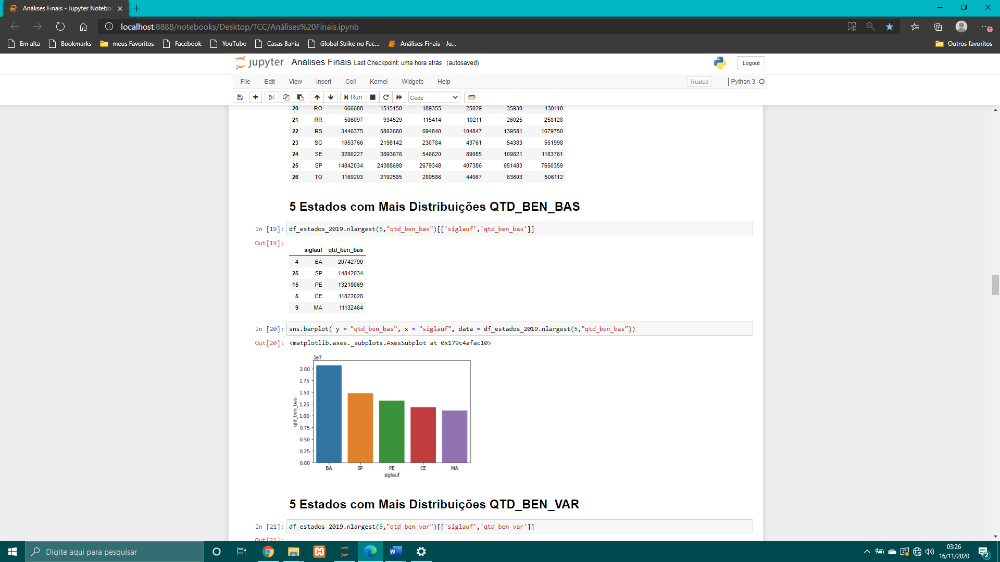 Análises Finais - Jupyter Notebo
localhost:8888/notebooks/Desktop/TCC/Análises%20Finais.ipynb
Em alta Bookmarks meus Favoritos Facebook YouTube Casas Bahia Global Strike no Fac... Análises Finais - Ju... Outros favoritos
jupyter Análises Finais Last Checkpoint: uma hora atrás (autosaved) Logout
File Edit View Insert Cell Kernel Widgets Help Trusted Python 3
Run Code
20 RO 666688 1515150 189355 25029 35930 130110
21 RR 506097 934529 115414 10211 26025 258128
22 RS 3446375 5802680 694840 104847 139581 1679750
23 SC 1053766 2198142 230784 43761 54383 551998
24 SE 3280227 3893676 546620 89085 109821 1183761
25 SP 14842034 24388698 2679348 407386 651483 7650359
26 TO 1169293 2192585 289586 44067 63603 506112
5 Estados com Mais Distribuições QTD_BEN_BAS
In [19]: df_estados_2019.nlargest(5,"qtd_ben_bas")[['siglauf','qtd_ben_bas']]
Out[19]:
siglauf qtd_ben_bas
4 BA 20742790
25 SP 14842034
15 PE 13218069
5 CE 11822028
9 MA 11132464
In [20]: sns.barplot( y = "qtd_ben_bas", x = "siglauf", data = df_estados_2019.nlargest(5,"qtd_ben_bas"))
Out[20]: <matplotlib.axes._subplots.AxesSubplot at 0x179c4afac10>
1e7
2.00
1.75
1.50
1.25
1.00
0.75
0.50
0.25
0.00
qtd_ben_bas
BA SP PE CE MA
siglauf
5 Estados com Mais Distribuições QTD_BEN_VAR
In [21]: df_estados_2019.nlargest(5,"qtd_ben_var")[['siglauf','qtd_ben_var']]
Out[21]:
Digite aqui para pesquisar
03:26
16/11/2020
2